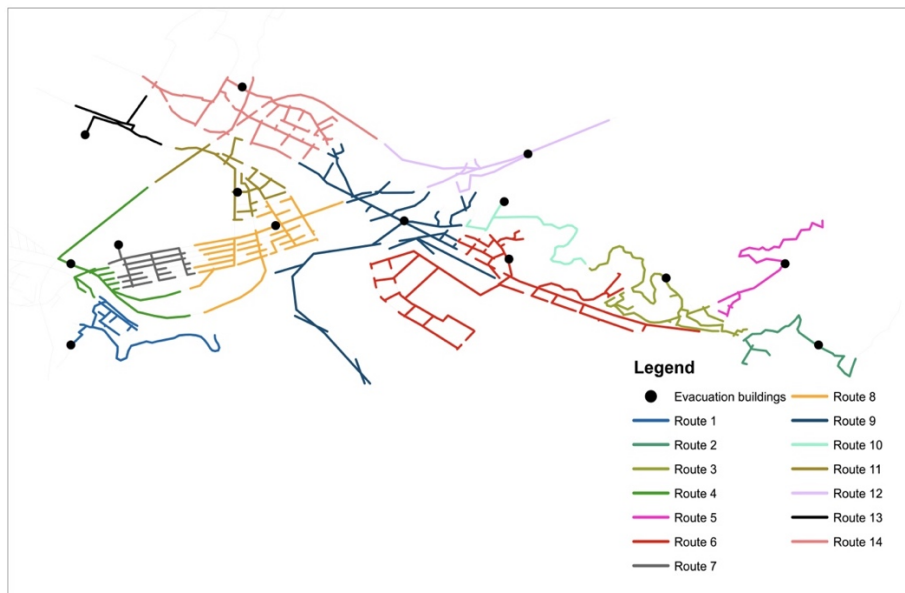 Legend
Evacuation buildings
Route 1
Route 2
Route 3
Route 4
Route 5
Route 6
Route 7
Route 8
Route 9
Route 10
Route 11
Route 12
Route 13
Route 14